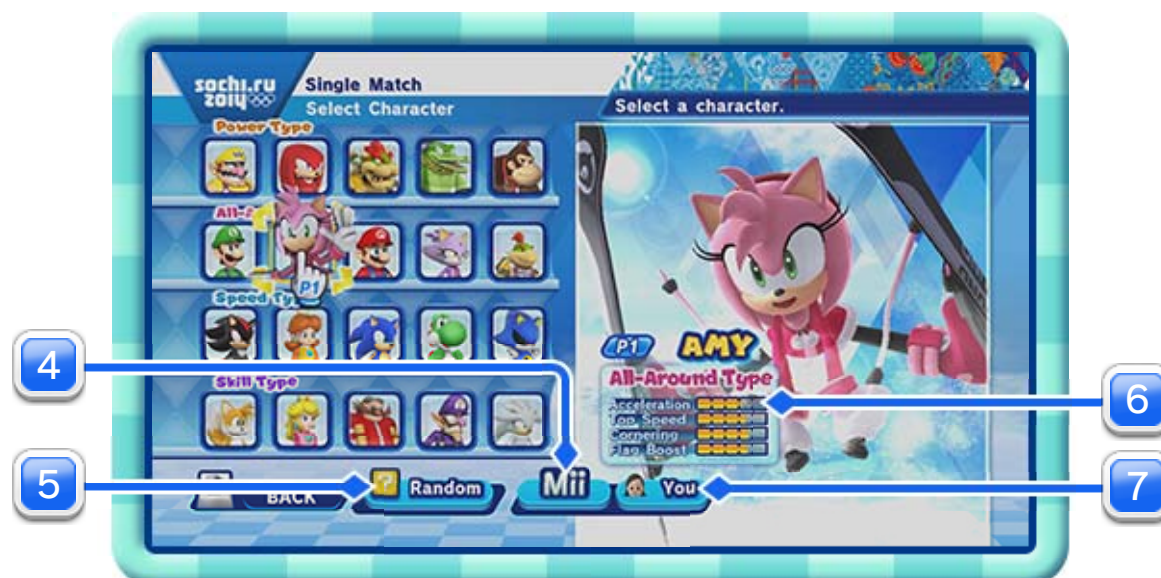 sochi.ru
2014
Single Match
Select Character
Select a character.
Power Type
All-
P1
Speed Ty
Skill Type
P1 AMY
All-Around Type
Acceleration
Top Speed
Cornering
Flag Boost
BACK
? Random
Mii
You
4
5
6
7